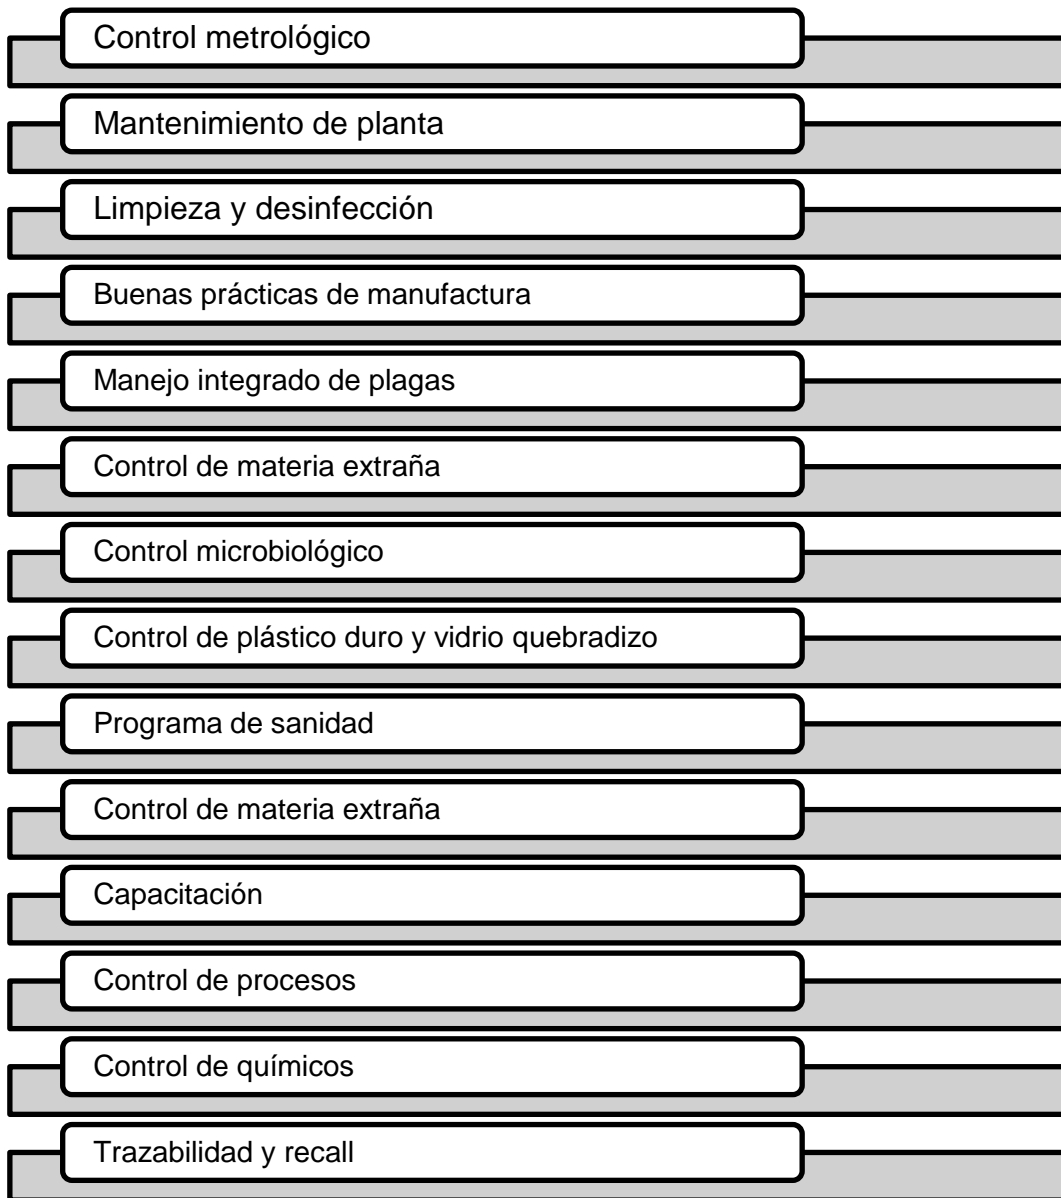 Control metrológico
Mantenimiento de planta
Limpieza y desinfección
Buenas prácticas de manufactura
Manejo integrado de plagas
Control de materia extraña
Control microbiológico
Control de plástico duro y vidrio quebradizo
Programa de sanidad
Control de materia extraña
Capacitación
Control de procesos
Control de químicos
Trazabilidad y recall